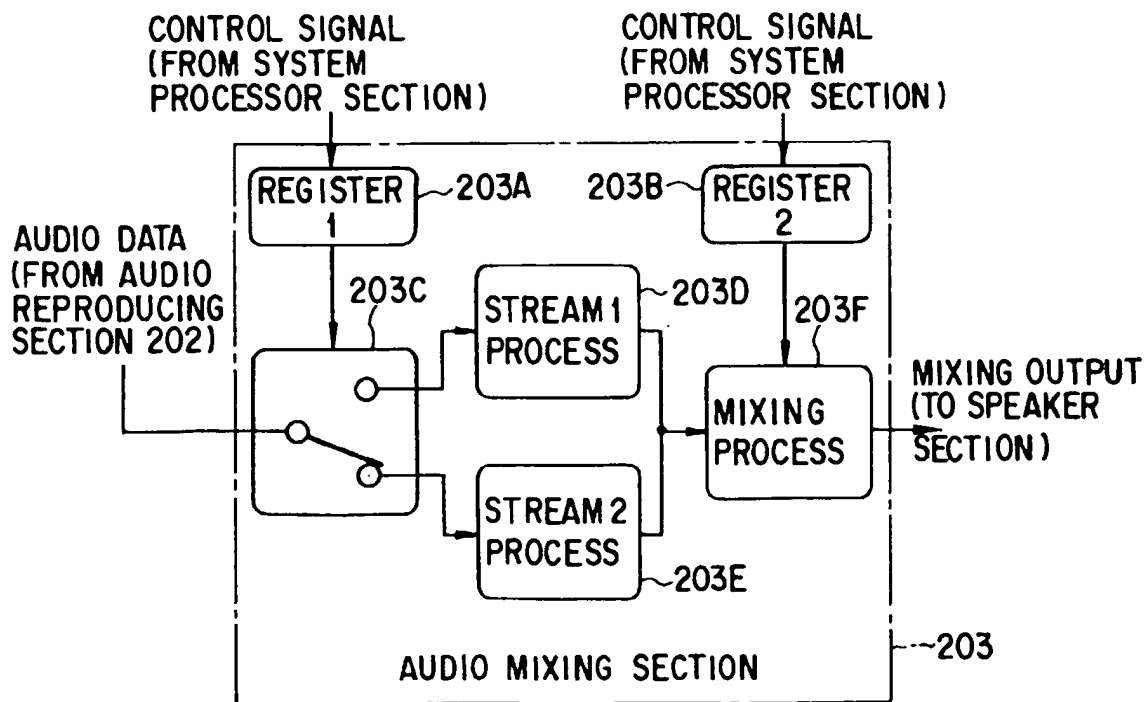 CONTROL SIGNAL
(FROM SYSTEM
PROCESSOR SECTION)
CONTROL SIGNAL
(FROM SYSTEM
PROCESSOR SECTION)
REGISTER
1
203A
203B
REGISTER
2
AUDIO DATA
(FROM AUDIO
REPRODUCING
SECTION 202)
203C
STREAM 1
PROCESS
203D
203F
MIXING
PROCESS
MIXING OUTPUT
(TO SPEAKER
SECTION)
STREAM 2
PROCESS
203E
AUDIO MIXING SECTION
203